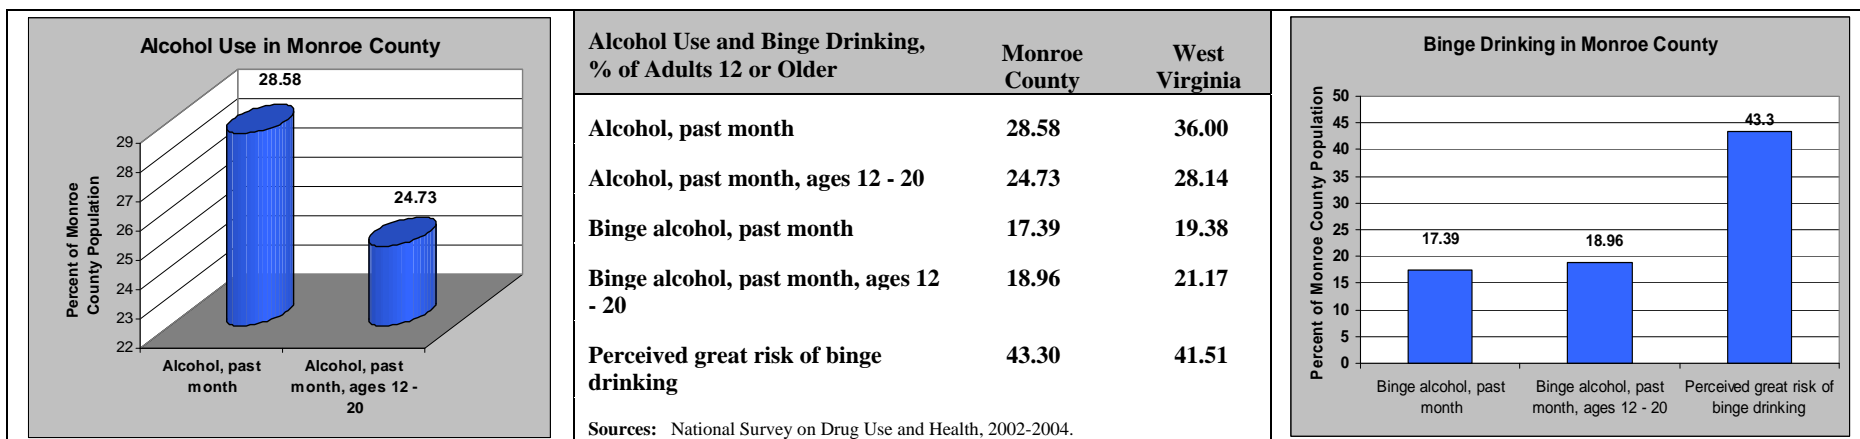 Alcohol Use in Monroe County
28.58
24.73
29
28
27
26
25
24
23
22
Percent of Monroe
County Population
Alcohol, past
month
Alcohol, past
month, ages 12 -
20
Alcohol Use and Binge Drinking,
% of Adults 12 or Older
Monroe
County
West
Virginia
Alcohol, past month 28.58 36.00
Alcohol, past month, ages 12 - 20 24.73 28.14
Binge alcohol, past month 17.39 19.38
Binge alcohol, past month, ages 12
- 20 18.96 21.17
Perceived great risk of binge
drinking 43.30 41.51
Sources: National Survey on Drug Use and Health, 2002-2004.
Binge Drinking in Monroe County
Percent of Monroe County Population
50
45
40
35
30
25
20
15
10
5
0
17.39
18.96
43.3
Binge alcohol, past
month
Binge alcohol, past
month, ages 12 - 20
Perceived great risk of
binge drinking